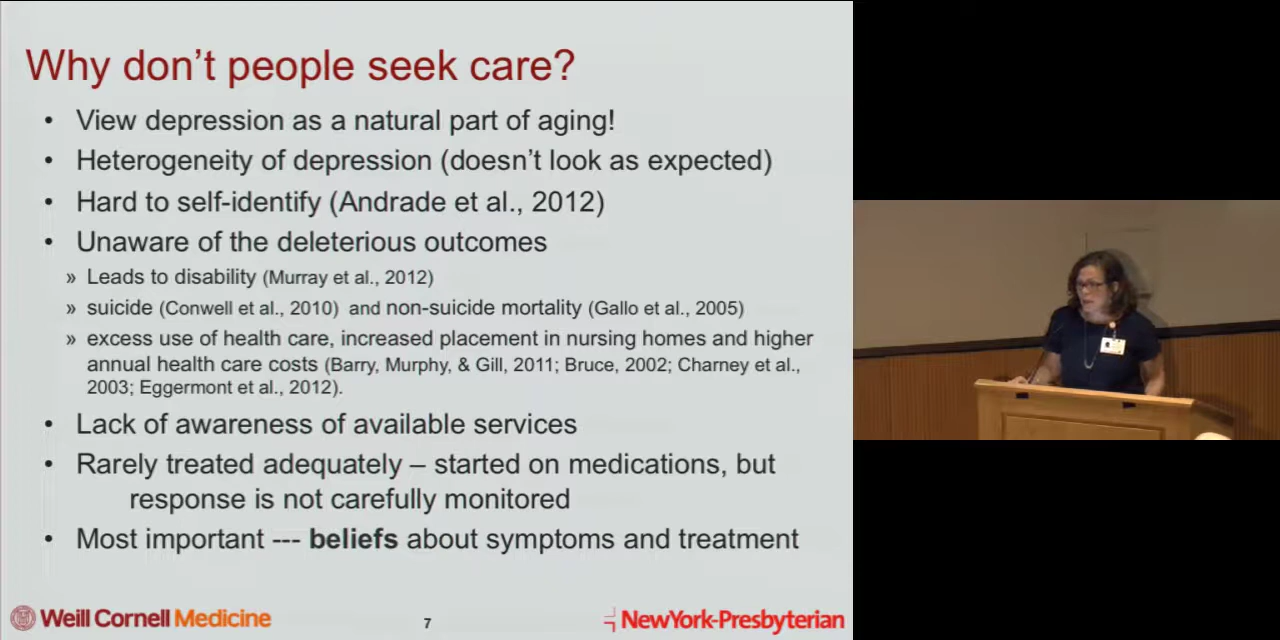 Why don't people seek care?
• View depression as a natural part of aging!
• Heterogeneity of depression (doesn't look as expected)
• Hard to self-identify (Andrade et al., 2012)
• Unaware of the deleterious outcomes
» Leads to disability (Murray et al., 2012)
» suicide (Conwell et al., 2010) and non-suicide mortality (Gallo et al., 2005)
» excess use of health care, increased placement in nursing homes and higher
annual health care costs (Barry, Murphy, & Gill, 2011; Bruce, 2002; Charney et al.,
2003; Eggermont et al., 2012).
• Lack of awareness of available services
• Rarely treated adequately – started on medications, but
response is not carefully monitored
• Most important --- beliefs about symptoms and treatment
Weill Cornell Medicine
7
NewYork-Presbyterian